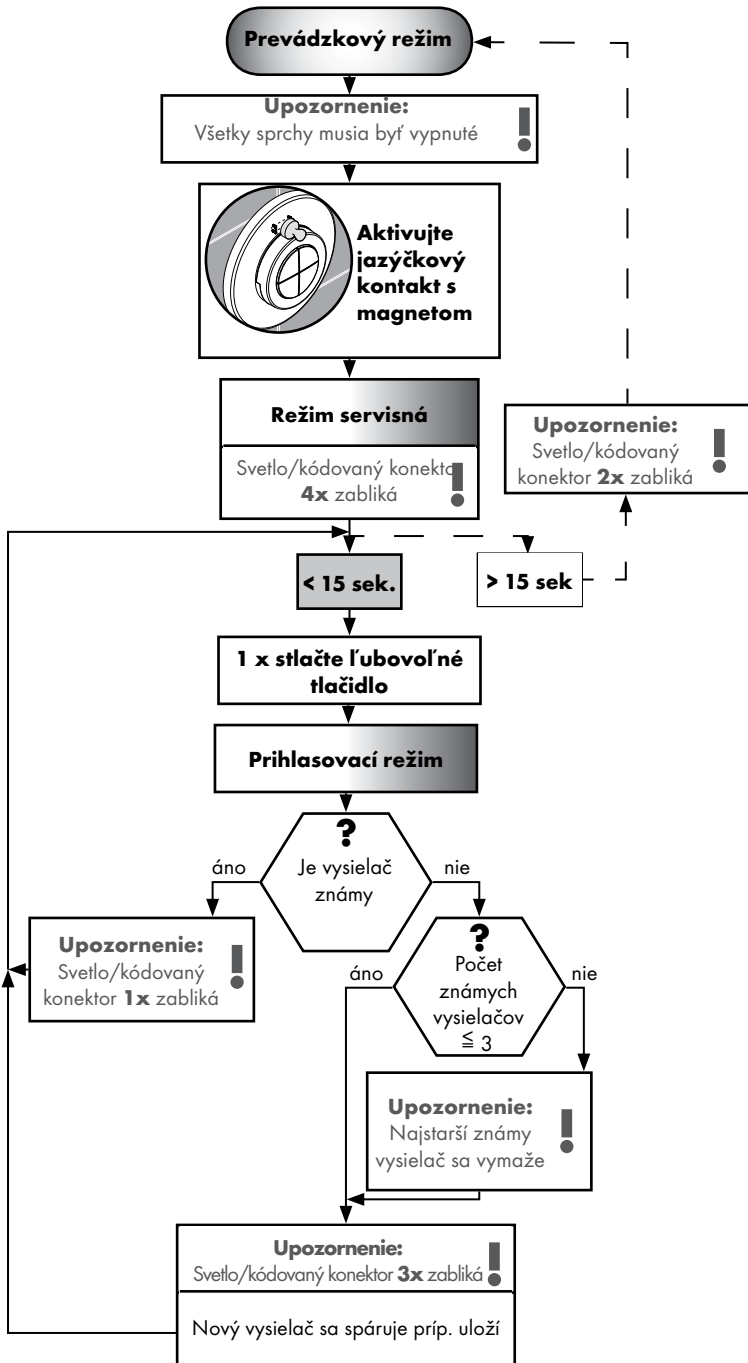 Prevádzkový režim
Upozornenie:
Všetky sprchy musia byť vypnuté
Aktivujte
jazýčkový
kontakt s
magnetom
Režim servisná
Svetlo/kódovaný konekto
4x zabliká
Upozornenie:
Svetlo/kódovaný
konektor 2x zabliká
< 15 sek.
> 15 sek
1 x stlačte ľubovoľné
tlačidlo
Prihlasovací režim
?
Je vysielač
známy
áno
nie
Upozornenie:
Svetlo/kódovaný
konektor 1x zabliká
?
Počet
známych
vysielačov
≦ 3
áno
nie
Upozornenie:
Najstarší známy
vysielač sa vymaže
Upozornenie:
Svetlo/kódovaný konektor 3x zabliká
Nový vysielač sa spáruje príp. uloží